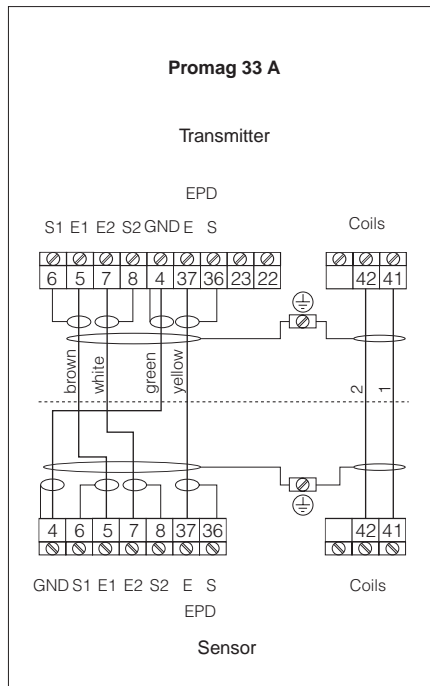 Promag 33 A
Transmitter
EPD
S1 E1 E2 S2 GND E S
Coils
6 5 7 8 4 37 36 23 22
42 41
brown
white
green
yellow
2
1
4 6 5 7 8 37 36
42 41
GND S1 E1 E2 S2 E S
Coils
EPD
Sensor